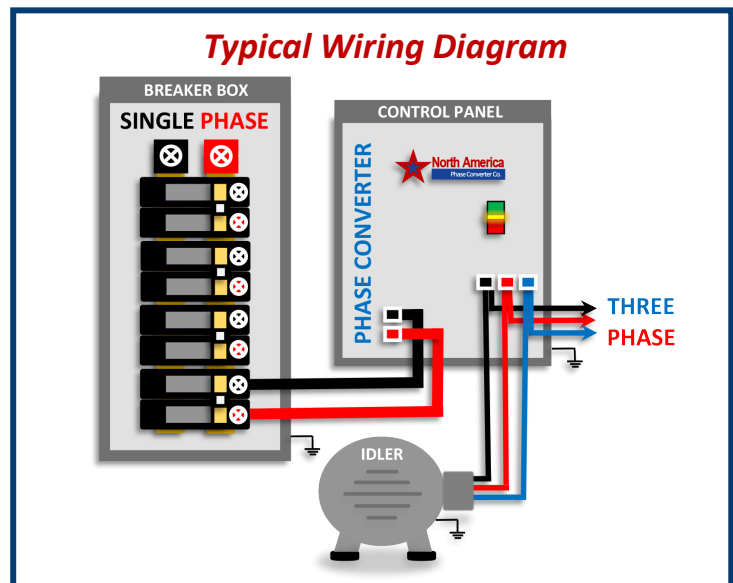 Typical Wiring Diagram
BREAKER BOX
SINGLE PHASE
CONTROL PANEL
PHASE CONVERTER
North America
Phase Converter Co.
THREE
PHASE
IDLER